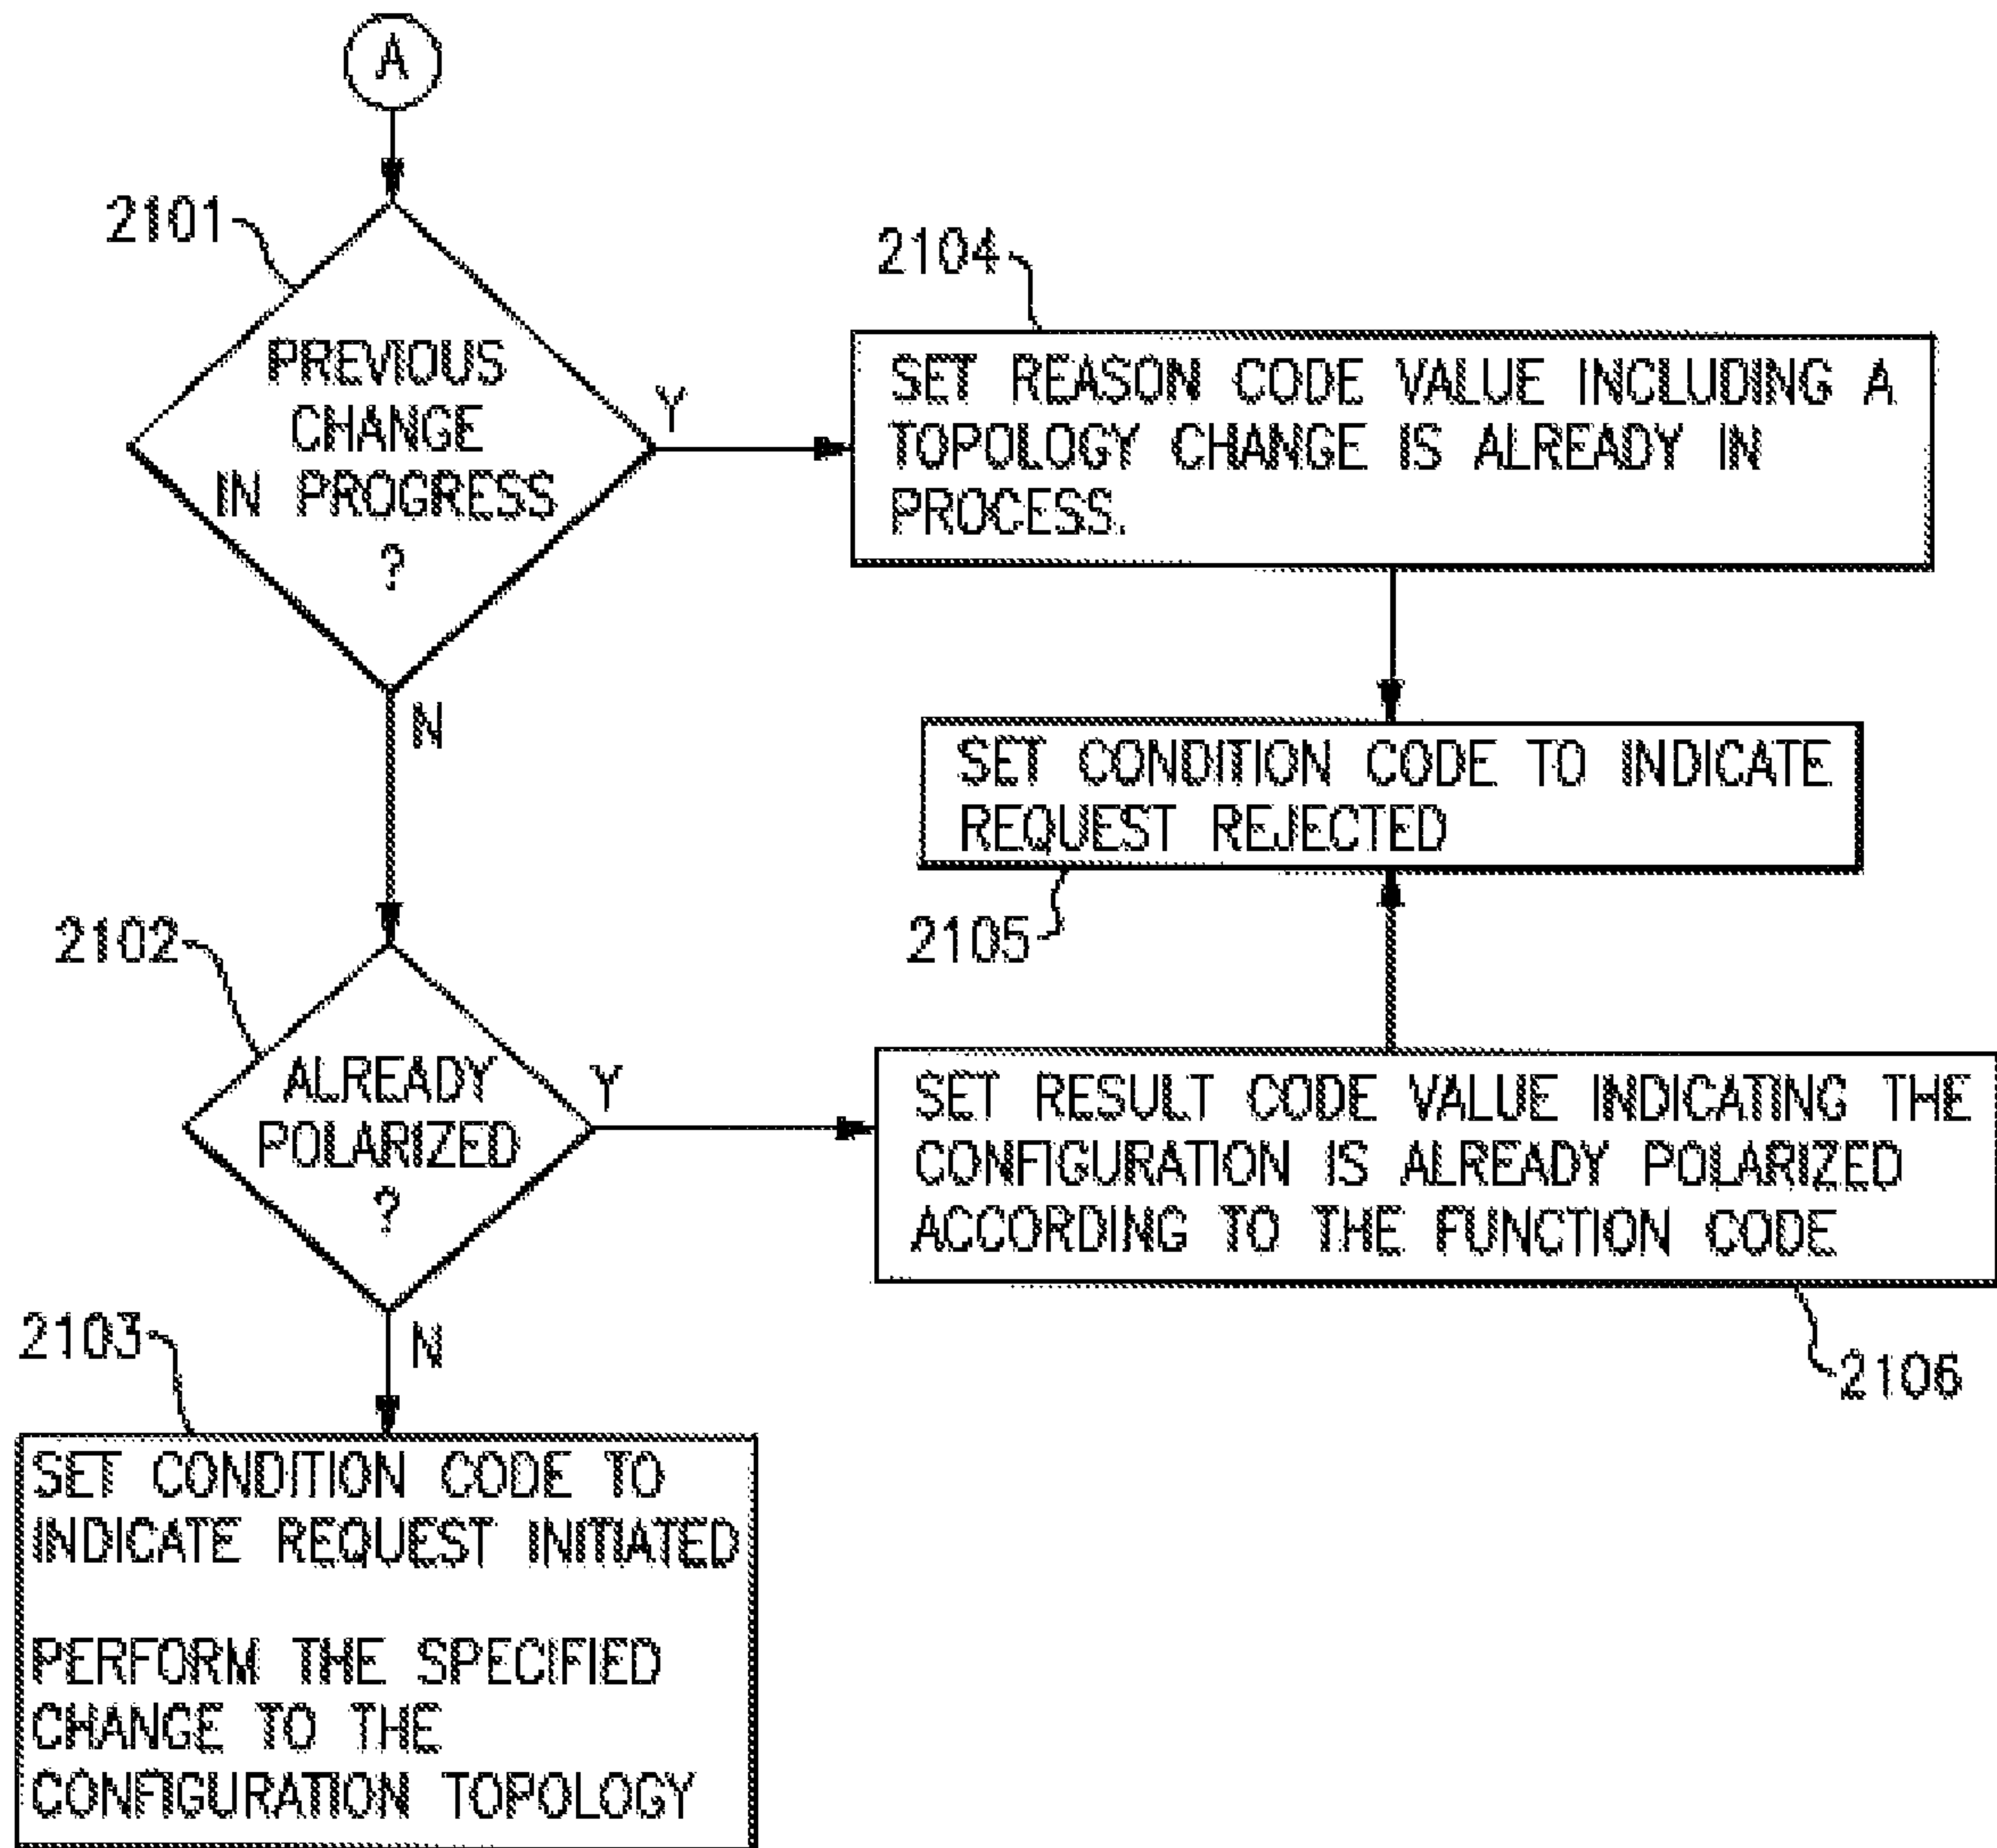 A
2101
PREVIOUS
CHANGE
IN PROGRESS
?
Y
N
2104
SET REASON CODE VALUE INCLUDING A
TOPOLOGY CHANGE IS ALREADY IN
PROCESS.
SET CONDITION CODE TO INDICATE
REQUEST REJECTED
2105
2102
ALREADY
POLARIZED
?
Y
N
SET RESULT CODE VALUE INDICATING THE
CONFIGURATION IS ALREADY POLARIZED
ACCORDING TO THE FUNCTION CODE
2106
2103
SET CONDITION CODE TO
INDICATE REQUEST INITIATED
PERFORM THE SPECIFIED
CHANGE TO THE
CONFIGURATION TOPOLOGY